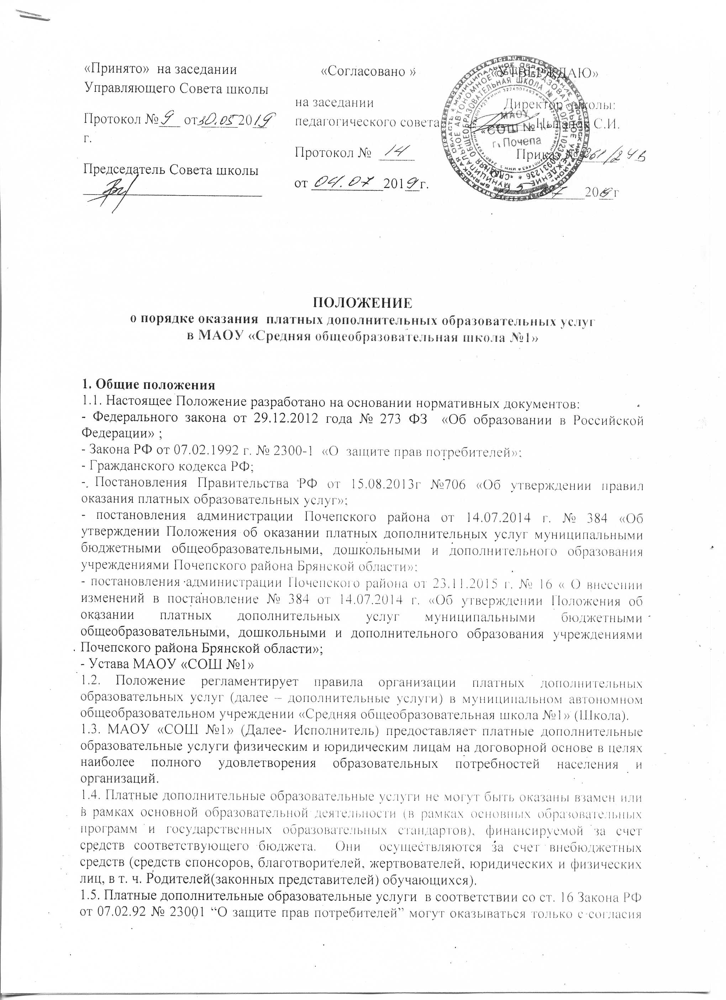 «Принято» на заседании
Управляющего Совета школы
Протокол № 9 от 30.05 2019
г.
Председатель Совета школы
«Согласовано »
на заседании
педагогического совета
Протокол № 14
от 04.07 2019 г.
«УТВЕРЖДАЮ»
Директор школы:
Цыганок С.И.
Приказ № 261/24 в
07 2019 г
МАОУ
«СОШ № 1»
г. Почепа
ПОЛОЖЕНИЕ
о порядке оказания платных дополнительных образовательных услуг
в МАОУ «Средняя общеобразовательная школа №1»
1. Общие положения
1.1. Настоящее Положение разработано на основании нормативных документов:
- Федерального закона от 29.12.2012 года № 273 ФЗ «Об образовании в Российской
Федерации» ;
- Закона РФ от 07.02.1992 г. № 2300-1 «О защите прав потребителей»;
- Гражданского кодекса РФ;
-. Постановления Правительства РФ от 15.08.2013г №706 «Об утверждении правил
оказания платных образовательных услуг»;
- постановления администрации Почепского района от 14.07.2014 г. № 384 «Об
утверждении Положения об оказании платных дополнительных услуг муниципальными
бюджетными общеобразовательными, дошкольными и дополнительного образования
учреждениями Почепского района Брянской области»;
- постановления администрации Почепского района от 23.11.2015 г. № 16 « О внесении
изменений в постановление № 384 от 14.07.2014 г. «Об утверждении Положения об
оказании платных дополнительных услуг муниципальными бюджетными
общеобразовательными, дошкольными и дополнительного образования учреждениями
Почепского района Брянской области»;
- Устава МАОУ «СОШ №1»
1.2. Положение регламентирует правила организации платных дополнительных
образовательных услуг (далее – дополнительные услуги) в муниципальном автономном
общеобразовательном учреждении «Средняя общеобразовательная школа №1» (Школа).
1.3. МАОУ «СОШ №1» (Далее- Исполнитель) предоставляет платные дополнительные
образовательные услуги физическим и юридическим лицам на договорной основе в целях
наиболее полного удовлетворения образовательных потребностей населения и
организаций.
1.4. Платные дополнительные образовательные услуги не могут быть оказаны взамен или
в рамках основной образовательной деятельности (в рамках основных образовательных
программ и государственных образовательных стандартов), финансируемой за счет
средств соответствующего бюджета. Они осуществляются за счет внебюджетных
средств (средств спонсоров, благотворителей, жертвователей, юридических и физических
лиц, в т. ч. Родителей(законных представителей) обучающихся).
1.5. Платные дополнительные образовательные услуги в соответствии со ст. 16 Закона РФ
от 07.02.92 № 23001 “О защите прав потребителей” могут оказываться только с согласия